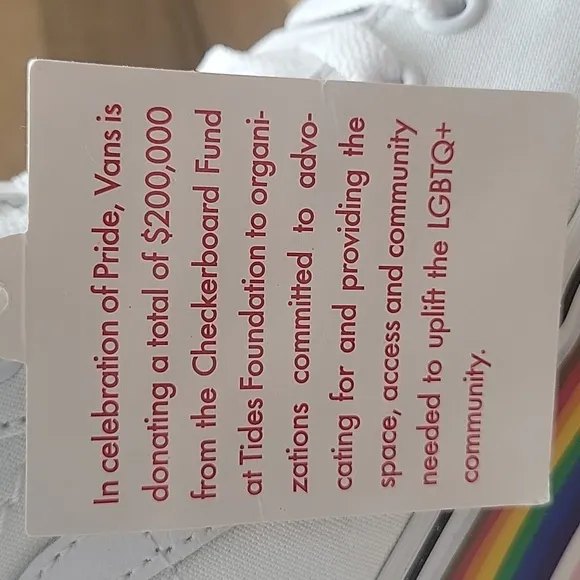 In celebration of Pride, Vans is
donating a total of $200,000
from the Checkerboard Fund
at Tides Foundation to organi-
zations committed to advo-
cating for and providing the
space, access and community
needed to uplift the LGBTQ+
community.